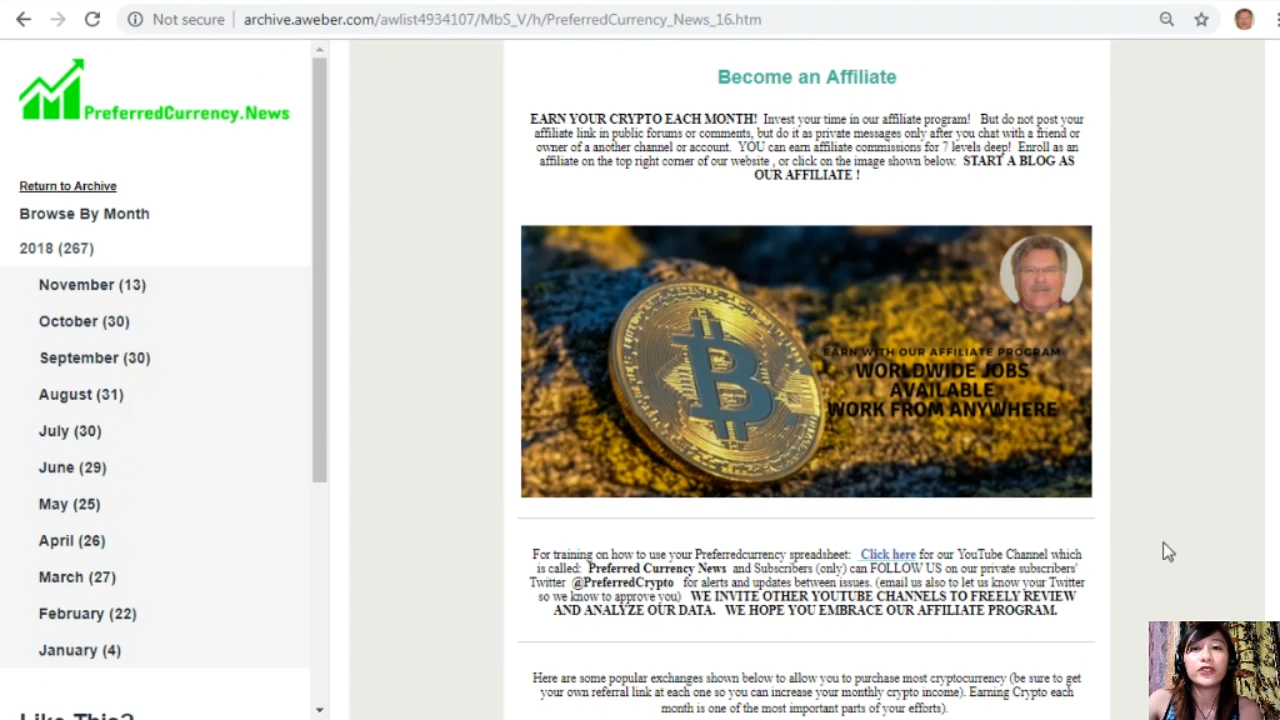 Not secure
archive.aweber.com/awlist4934107/MbS_V/h/PreferredCurrency_News_16.htm
PreferredCurrency.News
Return to Archive
Browse By Month
2018 (267)
November (13)
October (30)
September (30)
August (31)
July (30)
June (29)
May (25)
April (26)
March (27)
February (22)
January (4)
Become an Affiliate
EARN YOUR CRYPTO EACH MONTH! Invest your time in our affiliate program! But do not post your
affiliate link in public forums or comments, but do it as private messages only after you chat with a friend or
owner of a another channel or account. YOU can earn affiliate commissions for 7 levels deep! Enroll as an
affiliate on the top right corner of our website , or click on the image shown below. START A BLOG AS
OUR AFFILIATE !
EARN WITH OUR AFFILIATE PROGRAM
WORLDWIDE JOBS
AVAILABLE
WORK FROM ANYWHERE
For training on how to use your Preferredcurrency spreadsheet: Click here for our YouTube Channel which
is called: Preferred Currency News and Subscribers (only) can FOLLOW US on our private subscribers'
Twitter @PreferredCrypto for alerts and updates between issues. (email us also to let us know your Twitter
so we know to approve you) WE INVITE OTHER YOUTUBE CHANNELS TO FREELY REVIEW
AND ANALYZE OUR DATA. WE HOPE YOU EMBRACE OUR AFFILIATE PROGRAM.
Here are some popular exchanges shown below to allow you to purchase most cryptocurrency (be sure to get
your own referral link at each one so you can increase your monthly crypto income). Earning Crypto each
month is one of the most important parts of your efforts).
Like This?